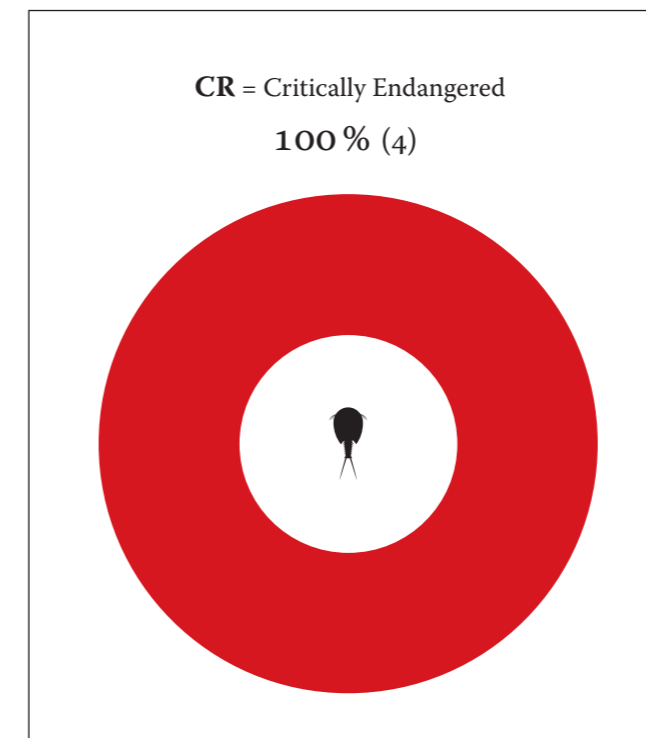 CR = Critically Endangered
100 % (4)